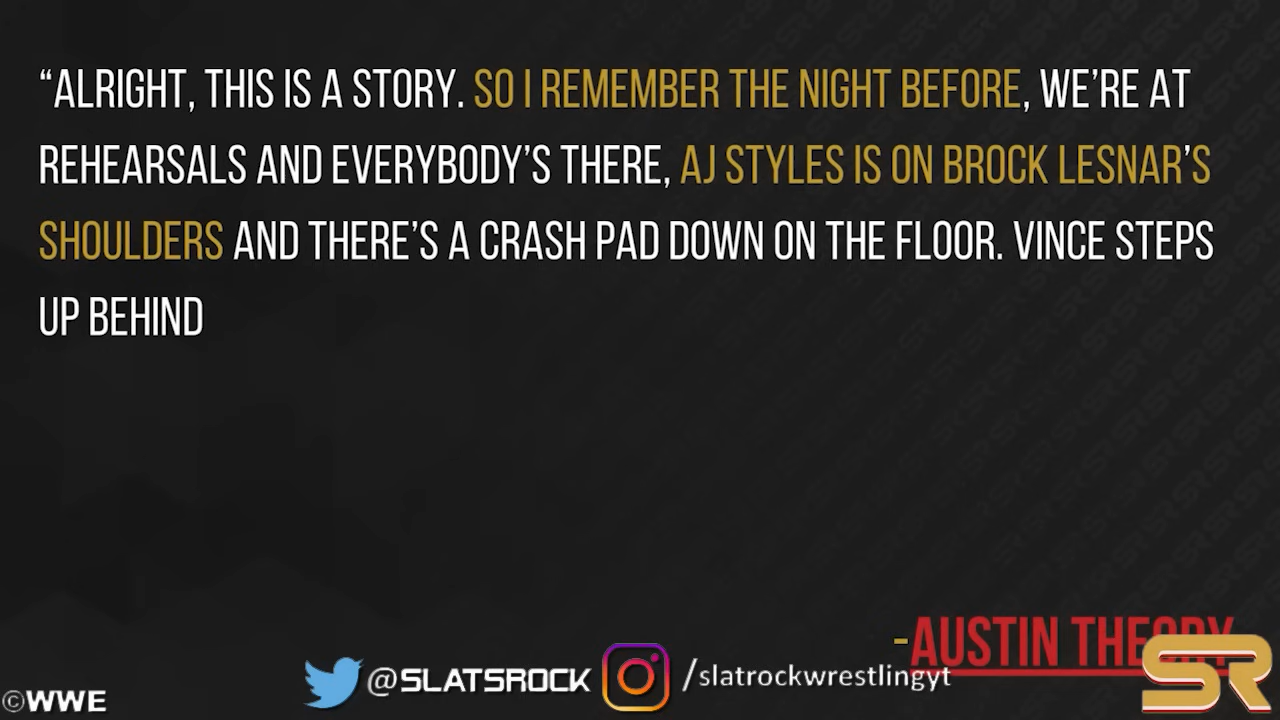 “ALRIGHT, THIS IS A STORY. SO I REMEMBER THE NIGHT BEFORE, WE’RE AT
REHEARSALS AND EVERYBODY’S THERE, AJ STYLES IS ON BROCK LESNAR’S
SHOULDERS AND THERE’S A CRASH PAD DOWN ON THE FLOOR. VINCE STEPS
UP BEHIND
-AUSTIN THEORY
@SLATSROCK /slatrockwrestlingyt
SR
©WWE